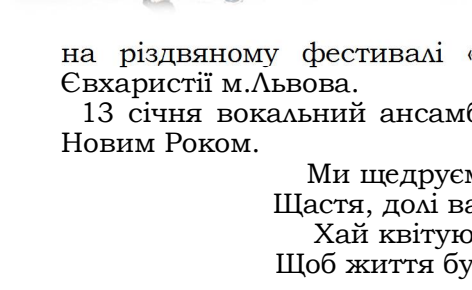 на різдвяному фестивалі «
Євхаристії м.Львова.
13 січня вокальний ансамб
Новим Роком.
Ми щедруєм
Щастя, долі ва
Хай квітую
Щоб життя бу